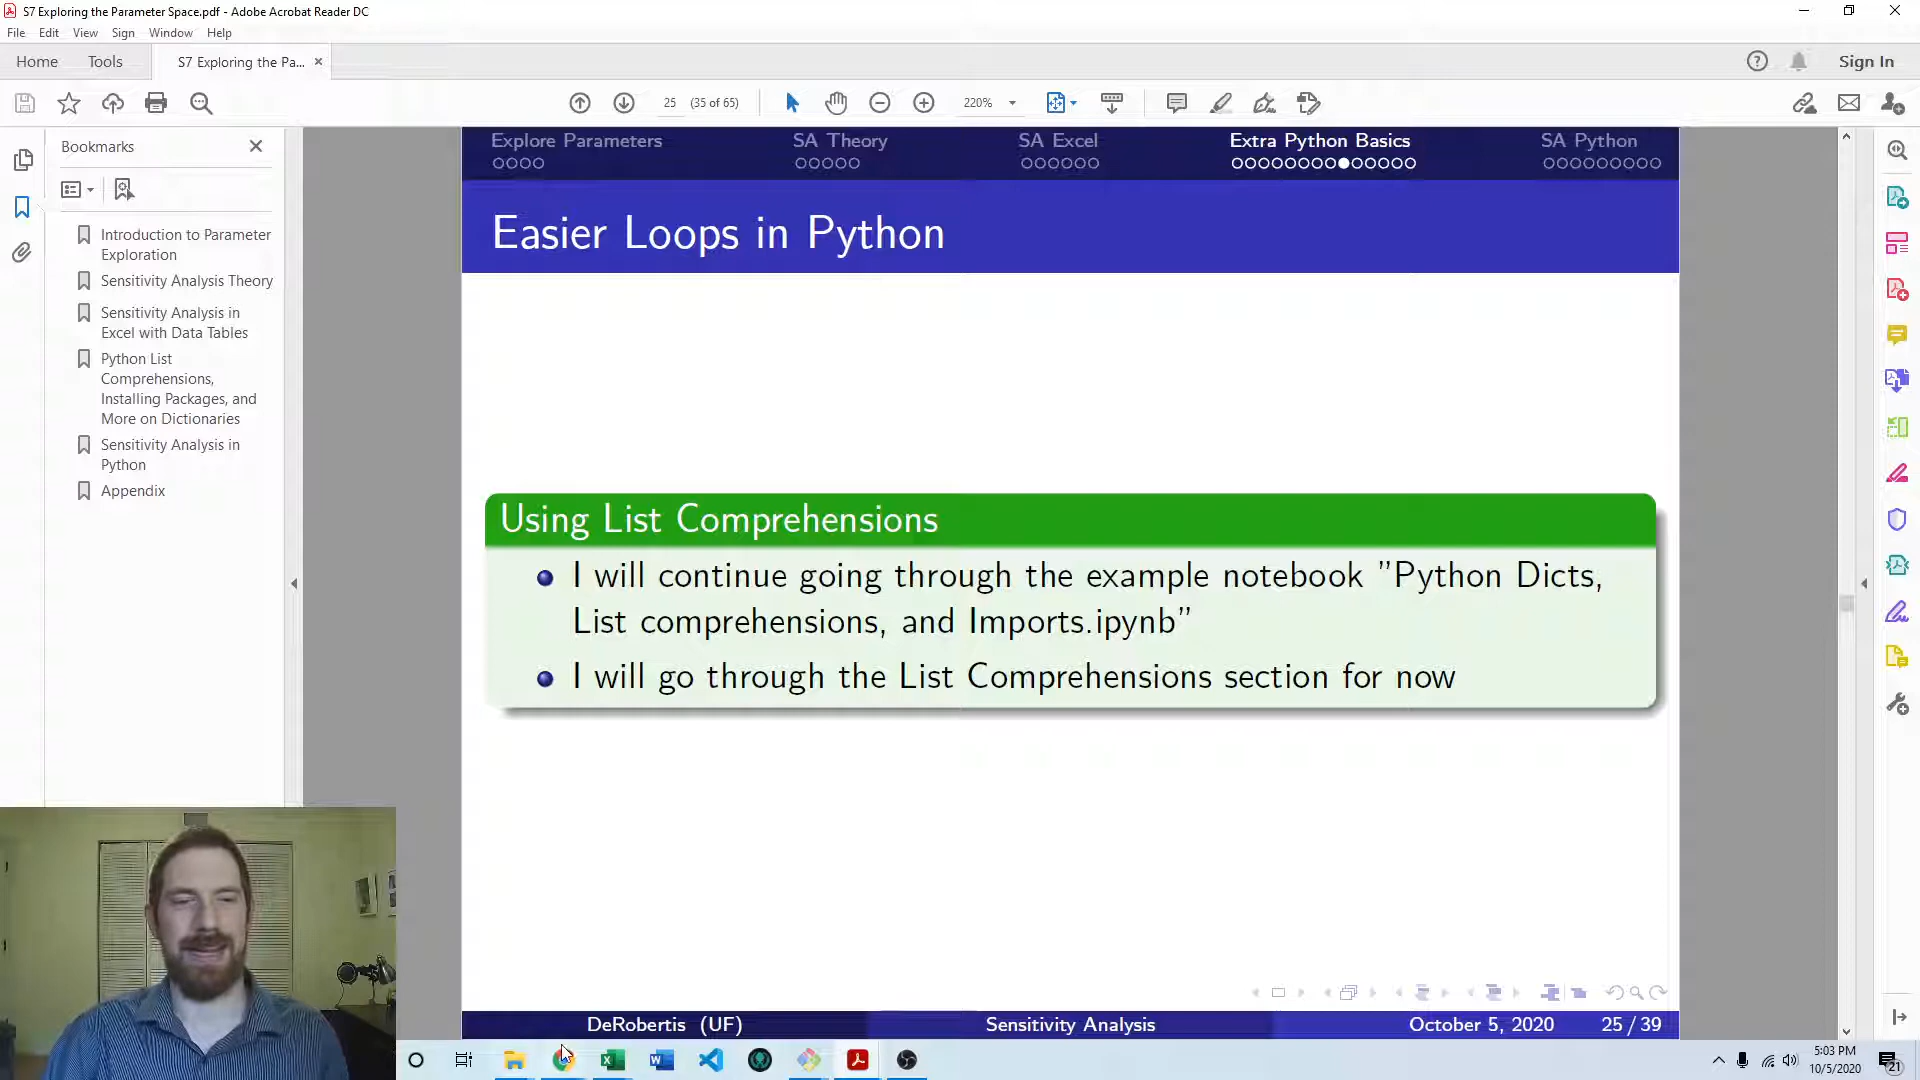 S7 Exploring the Parameter Space.pdf - Adobe Acrobat Reader DC
File Edit View Sign Window Help
Home Tools S7 Exploring the Pa... Sign In
25 (35 of 65) 220%
Bookmarks
Introduction to Parameter
Exploration
Sensitivity Analysis Theory
Sensitivity Analysis in
Excel with Data Tables
Python List
Comprehensions,
Installing Packages, and
More on Dictionaries
Sensitivity Analysis in
Python
Appendix
Explore Parameters SA Theory SA Excel Extra Python Basics SA Python
Easier Loops in Python
Using List Comprehensions
I will continue going through the example notebook ”Python Dicts,
List comprehensions, and Imports.ipynb”
I will go through the List Comprehensions section for now
DeRobertis (UF) Sensitivity Analysis October 5, 2020 25 / 39
5:03 PM
10/5/2020
21